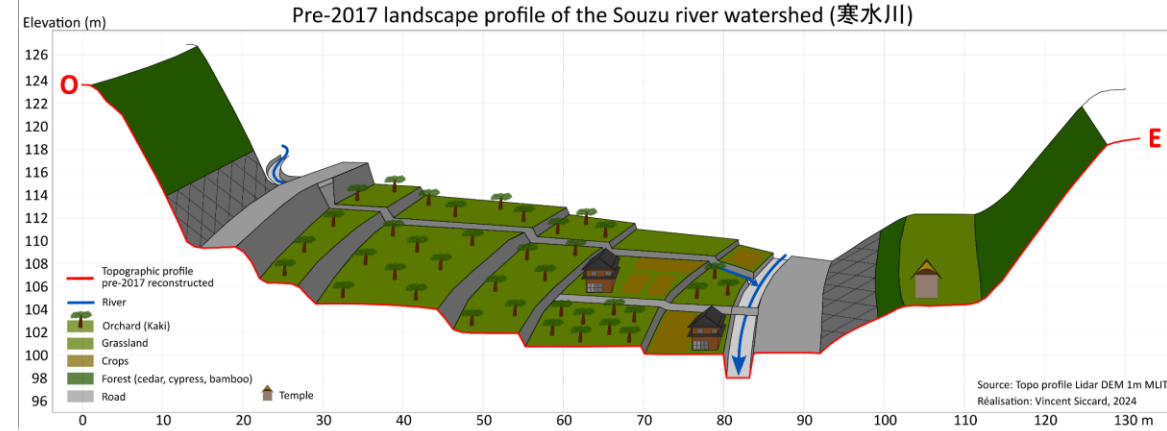 Pre-2017 landscape profile of the Souzu river watershed (寒水川)
Elevation (m)
126
124
122
120
118
116
114
112
110
108
106
104
102
100
98
96
O
E
Topographic profile
pre-2017 reconstructed
River
Orchard (Kaki)
Grassland
Crops
Forest (cedar, cypress, bamboo)
Road
Temple
Source: Topo profile Lidar DEM 1m MLIT
Réalisation: Vincent Siccard, 2024
0 10 20 30 40 50 60 70 80 90 100 110 120 130 m